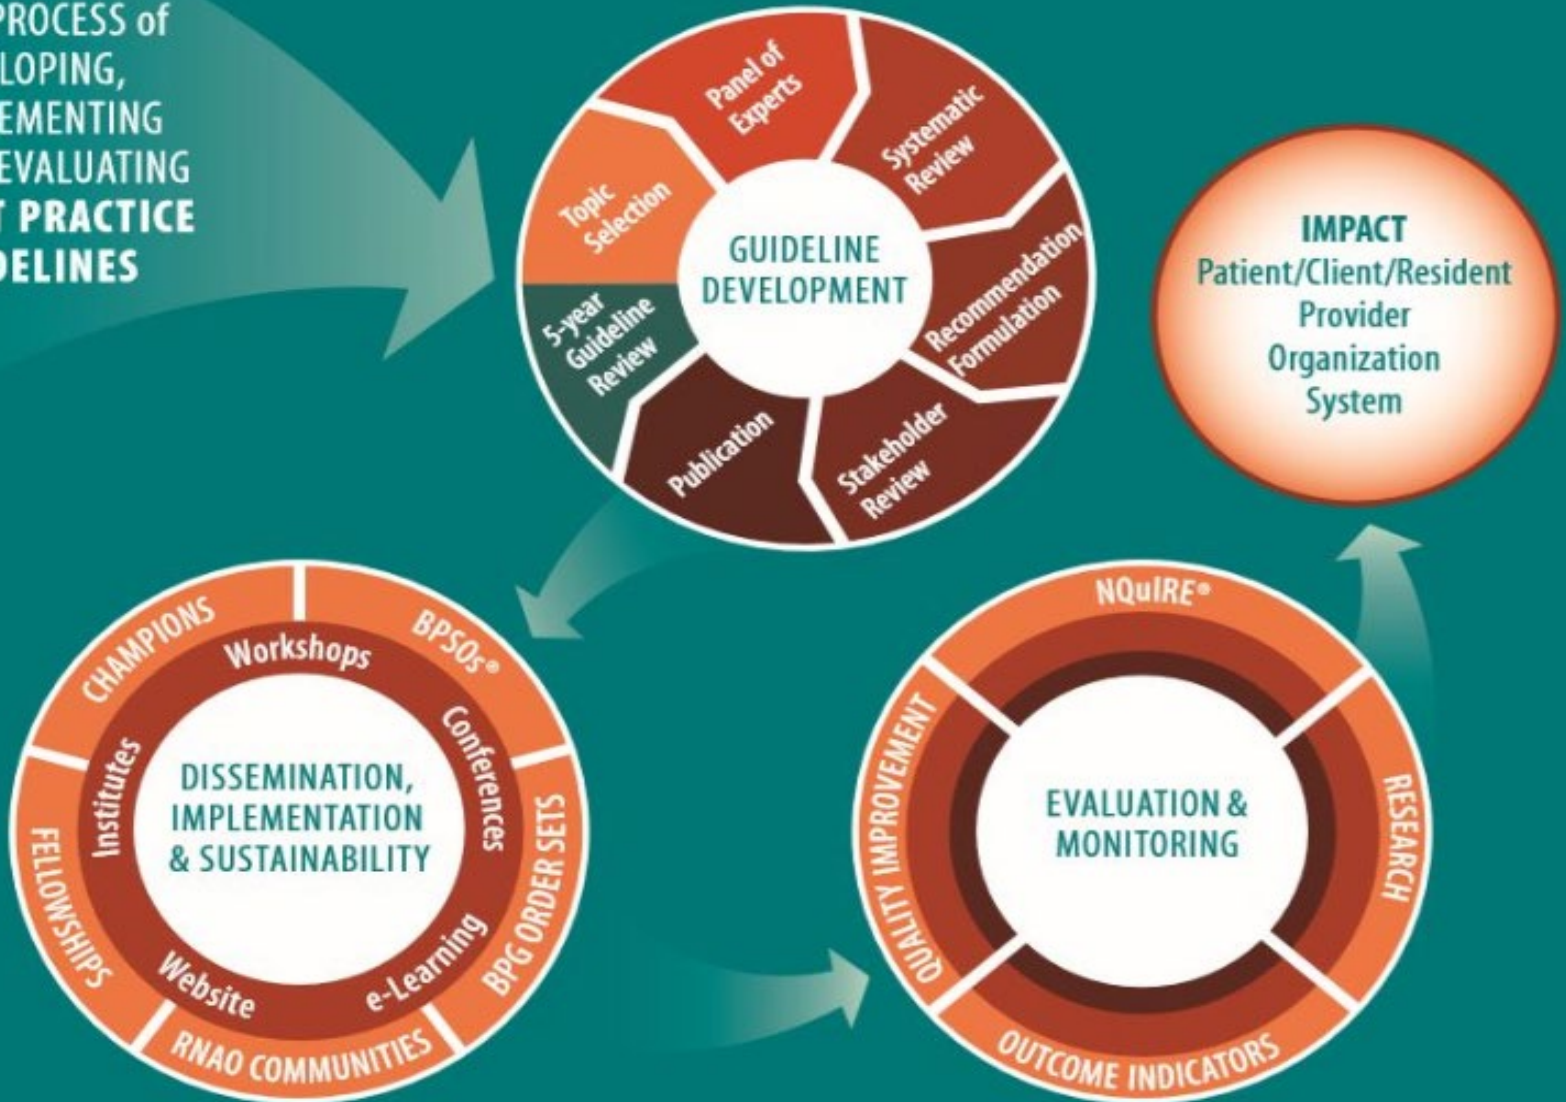 PROCESS of
LOPING,
EMENTING
EVALUATING
T PRACTICE
DELINES
Panel of
Experts
Systematic
Review
Topic
Selection
GUIDELINE
DEVELOPMENT
Recommendation
Formulation
5-year
Guideline
Review
Publication
Stakeholder
Review
IMPACT
Patient/Client/Resident
Provider
Organization
System
CHAMPIONS
BPSOs®
Workshops
Conferences
Institutes
DISSEMINATION,
IMPLEMENTATION
& SUSTAINABILITY
FELLOWSHIPS
BPG ORDER SETS
Website
e-Learning
RNAO COMMUNITIES
NQuIRE®
QUALITY IMPROVEMENT
EVALUATION &
MONITORING
RESEARCH
OUTCOME INDICATORS